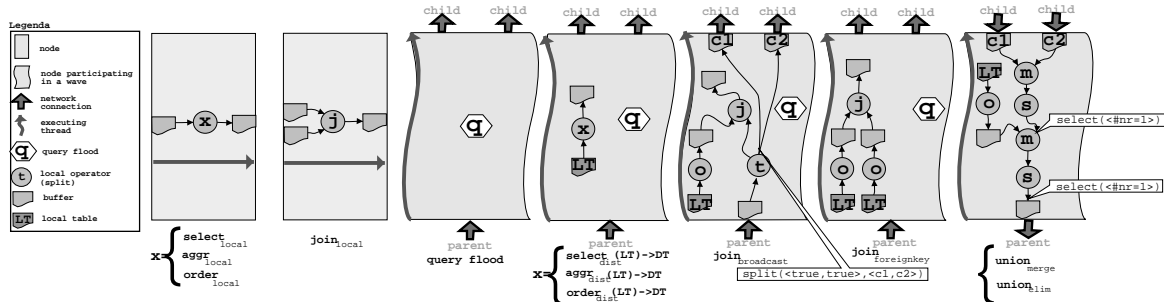 Legenda
node
node participating
in a wave
network
connection
executing
thread
q
query flood
t
local operator
(split)
buffer
LT
local table
x
x={
select local
aggr local
order local
j
join local
child
child
q
parent
query flood
child
child
q
x
LT
parent
x={
select dist (LT)->DT
aggr dist (LT)->DT
order dist (LT)->DT
child
child
c1
c2
j
q
o
t
LT
parent
join broadcast
split(<true,true>,<c1,c2>)
child
child
j
q
o
o
LT
LT
parent
join foreignkey
child
child
c1
c2
LT
m
o
s
select(<#nr=1>)
m
s
select(<#nr=1>)
parent
{
union merge
union elim